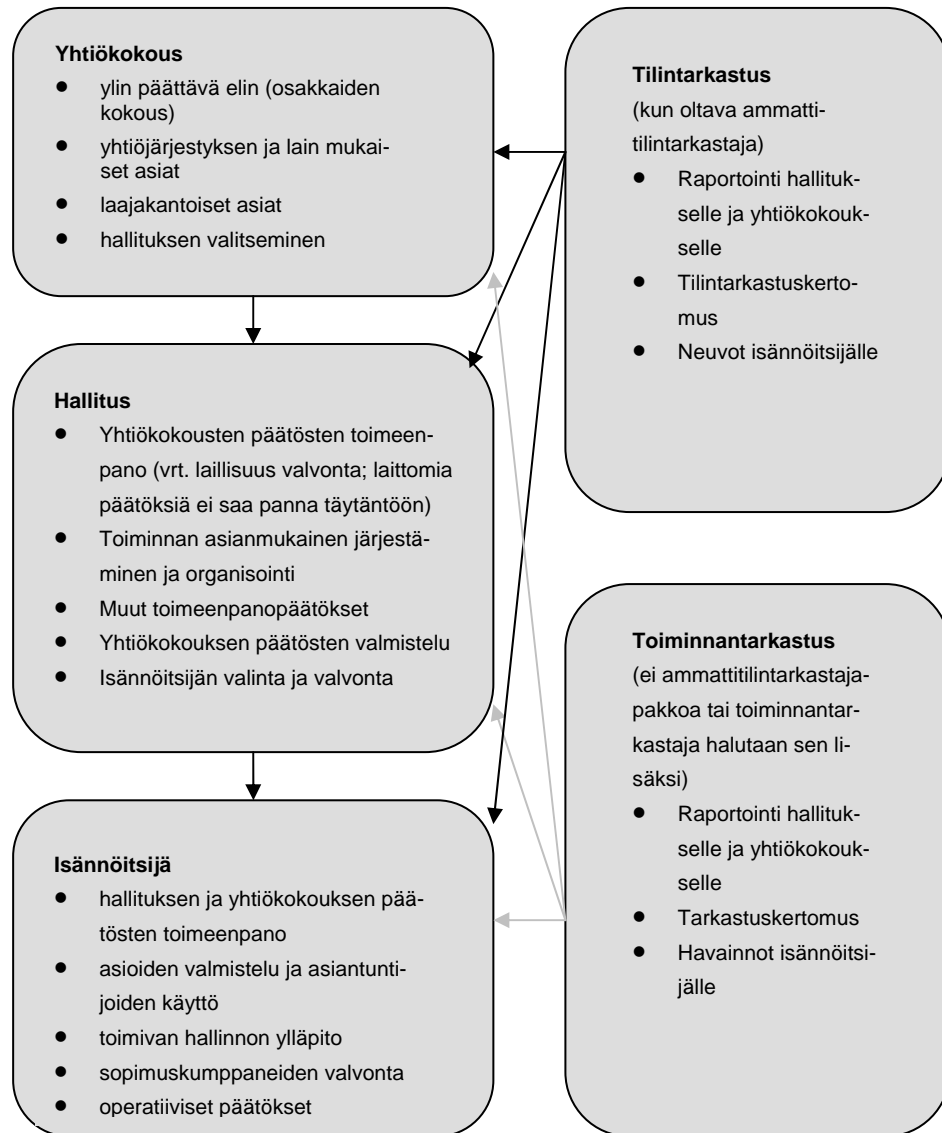 Yhtiökokous
● ylin päättävä elin (osakkaiden
kokous)
● yhtiöjärjestyksen ja lain mukai-
set asiat
● laajakantoiset asiat
● hallituksen valitseminen
Hallitus
● Yhtiökokousten päätösten toimeen-
pano (vrt. laillisuus valvonta; laittomia
päätöksiä ei saa panna täytäntöön)
● Toiminnan asianmukainen järjestä-
minen ja organisointi
● Muut toimeenpanopäätökset
● Yhtiökokouksen päätösten valmistelu
● Isännöitsijän valinta ja valvonta
Isännöitsijä
● hallituksen ja yhtiökokouksen pää-
tösten toimeenpano
● asioiden valmistelu ja asiantunti-
joiden käyttö
● toimivan hallinnon ylläpito
● sopimuskumppaneiden valvonta
● operatiiviset päätökset
Tilintarkastus
(kun oltava ammatti-
tilintarkastaja)
● Raportointi hallituk-
selle ja yhtiökokouk-
selle
● Tilintarkastuskerto-
mus
● Neuvot isännöitsijälle
Toiminnantarkastus
(ei ammattitilintarkastaja-
pakkoa tai toiminnantar-
kastaja halutaan sen li-
säksi)
● Raportointi hallituk-
selle ja yhtiökokouk-
selle
● Tarkastuskertomus
● Havainnot isännöitsi-
jälle